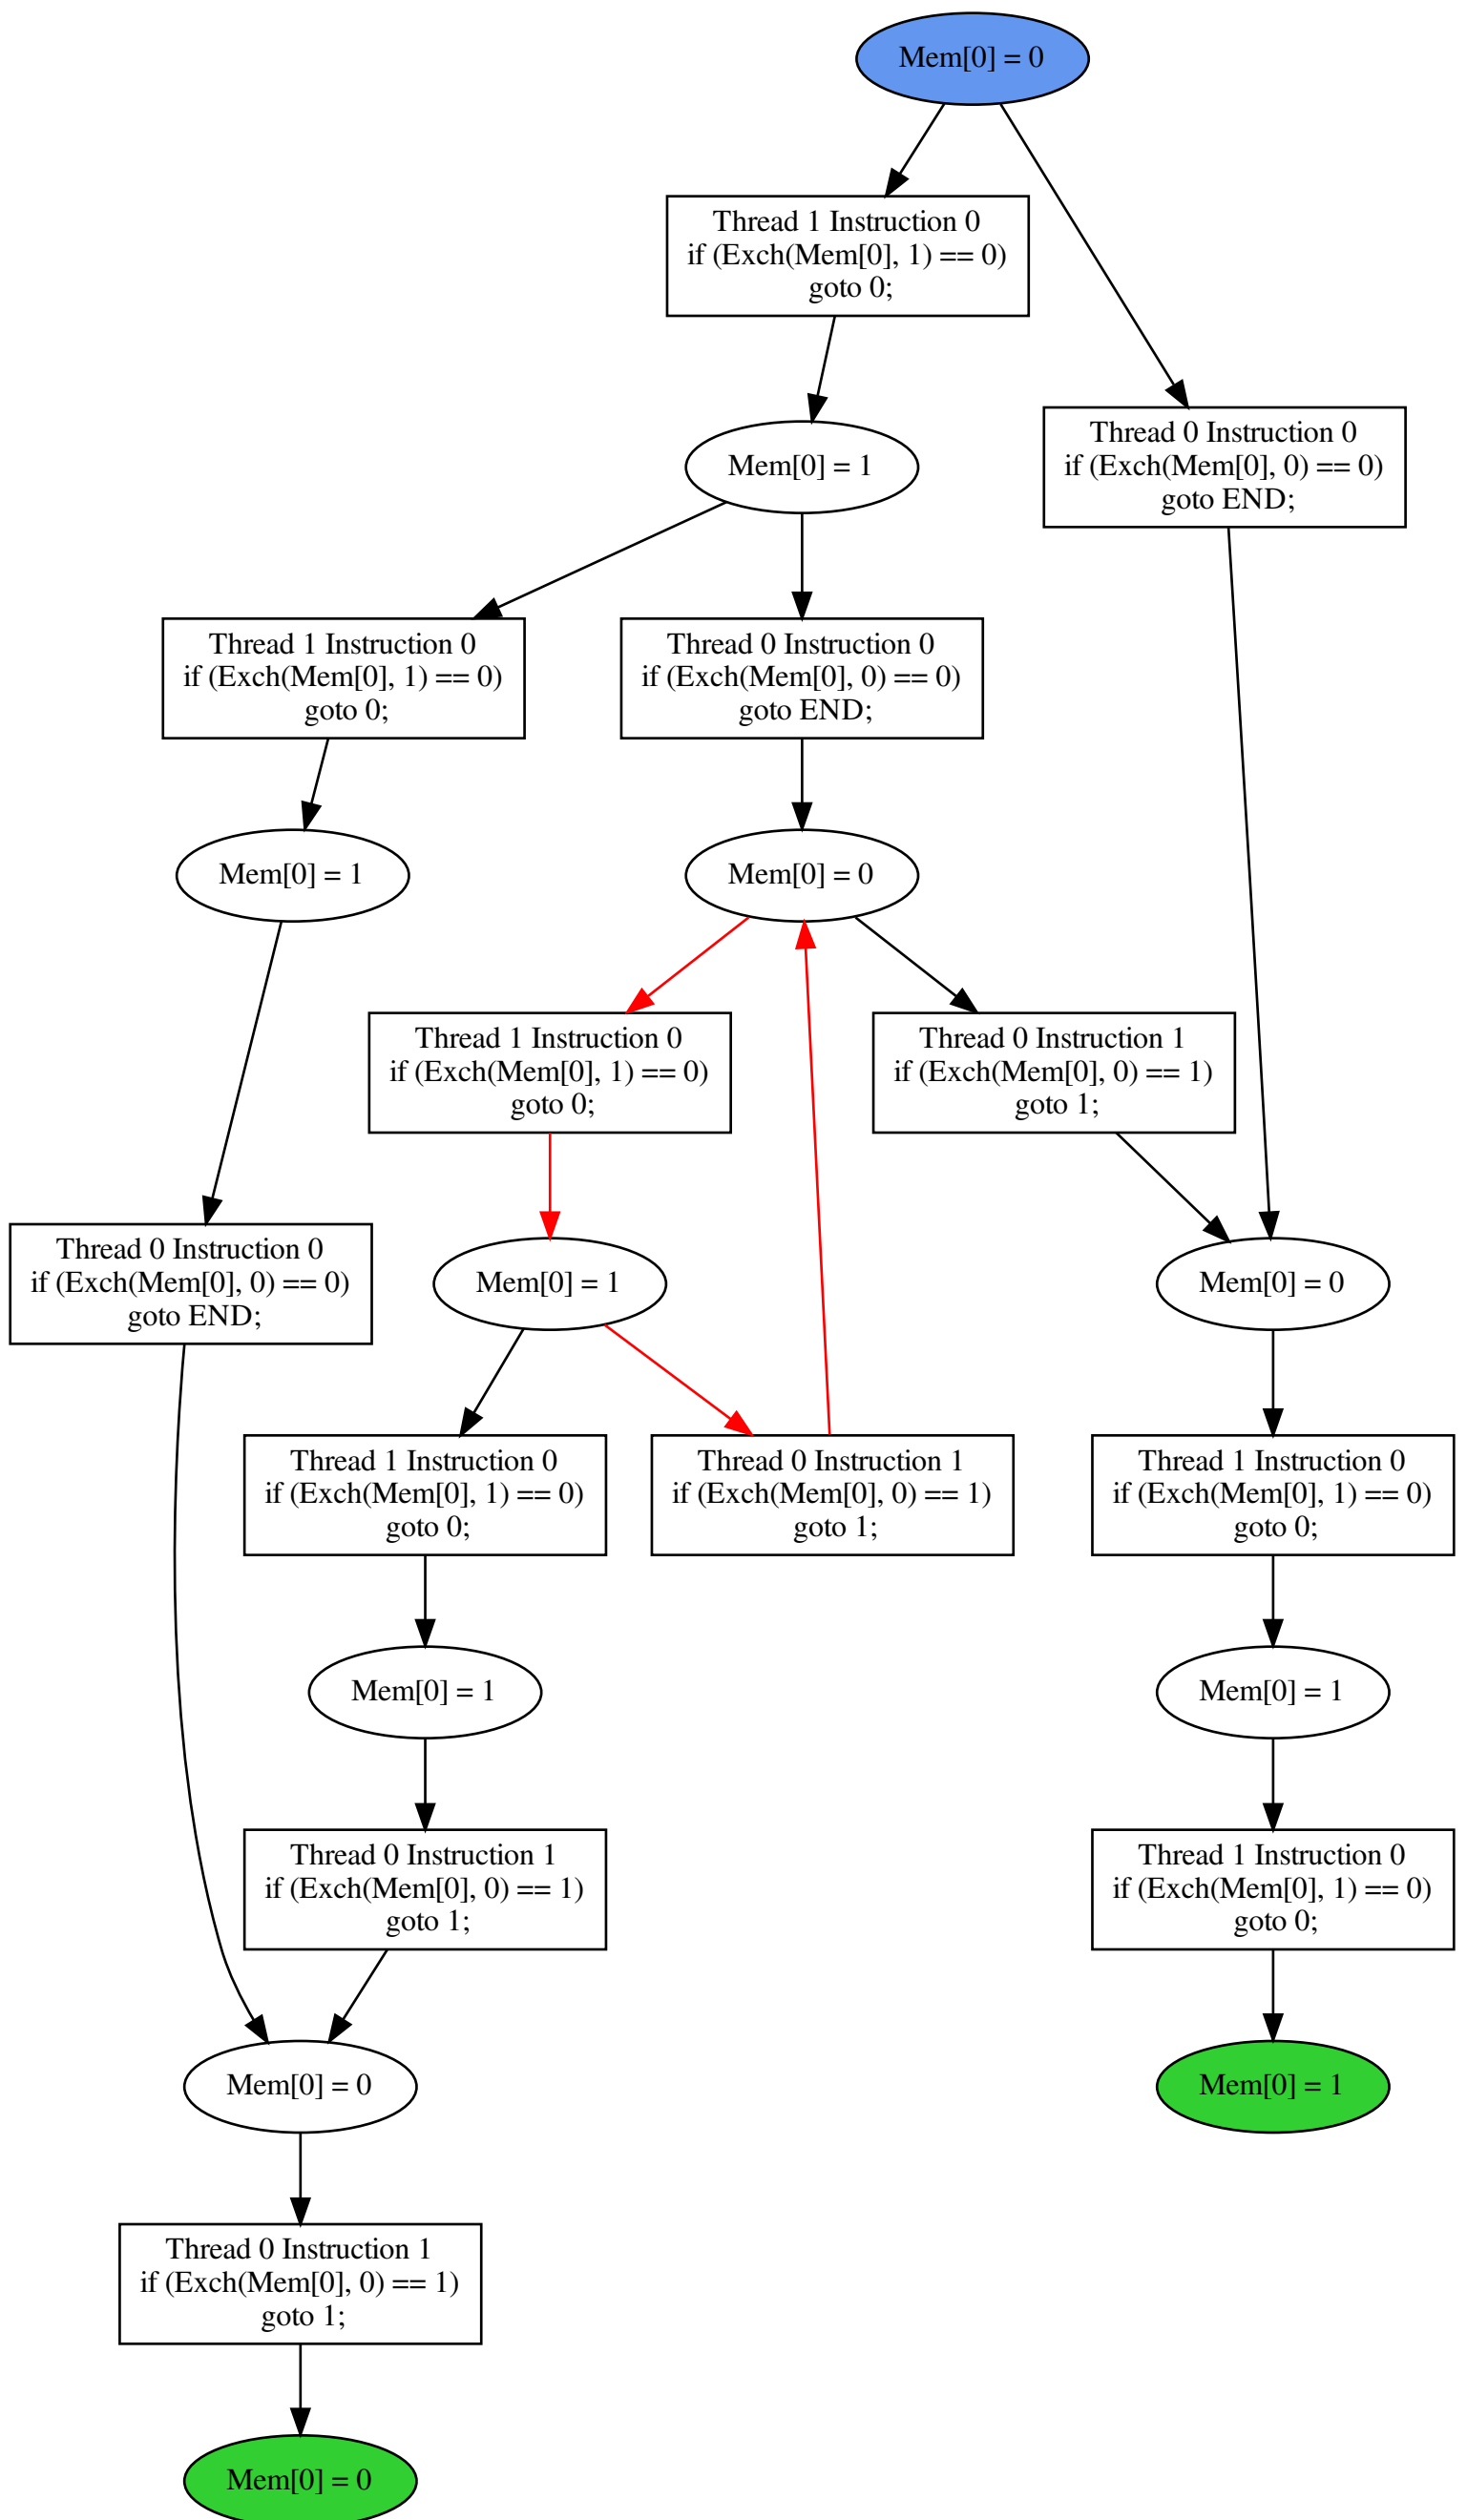 Mem[0] = 0
Thread 1 Instruction 0
if (Exch(Mem[0], 1) == 0)
goto 0;
Thread 0 Instruction 0
if (Exch(Mem[0], 0) == 0)
goto END;
Mem[0] = 1
Thread 1 Instruction 0
if (Exch(Mem[0], 1) == 0)
goto 0;
Thread 0 Instruction 0
if (Exch(Mem[0], 0) == 0)
goto END;
Mem[0] = 1
Mem[0] = 0
Thread 1 Instruction 0
if (Exch(Mem[0], 1) == 0)
goto 0;
Thread 0 Instruction 1
if (Exch(Mem[0], 0) == 1)
goto 1;
Thread 0 Instruction 0
if (Exch(Mem[0], 0) == 0)
goto END;
Mem[0] = 1
Mem[0] = 0
Thread 1 Instruction 0
if (Exch(Mem[0], 1) == 0)
goto 0;
Thread 0 Instruction 1
if (Exch(Mem[0], 0) == 1)
goto 1;
Thread 1 Instruction 0
if (Exch(Mem[0], 1) == 0)
goto 0;
Mem[0] = 1
Mem[0] = 1
Thread 0 Instruction 1
if (Exch(Mem[0], 0) == 1)
goto 1;
Thread 1 Instruction 0
if (Exch(Mem[0], 1) == 0)
goto 0;
Mem[0] = 0
Mem[0] = 1
Thread 0 Instruction 1
if (Exch(Mem[0], 0) == 1)
goto 1;
Mem[0] = 0